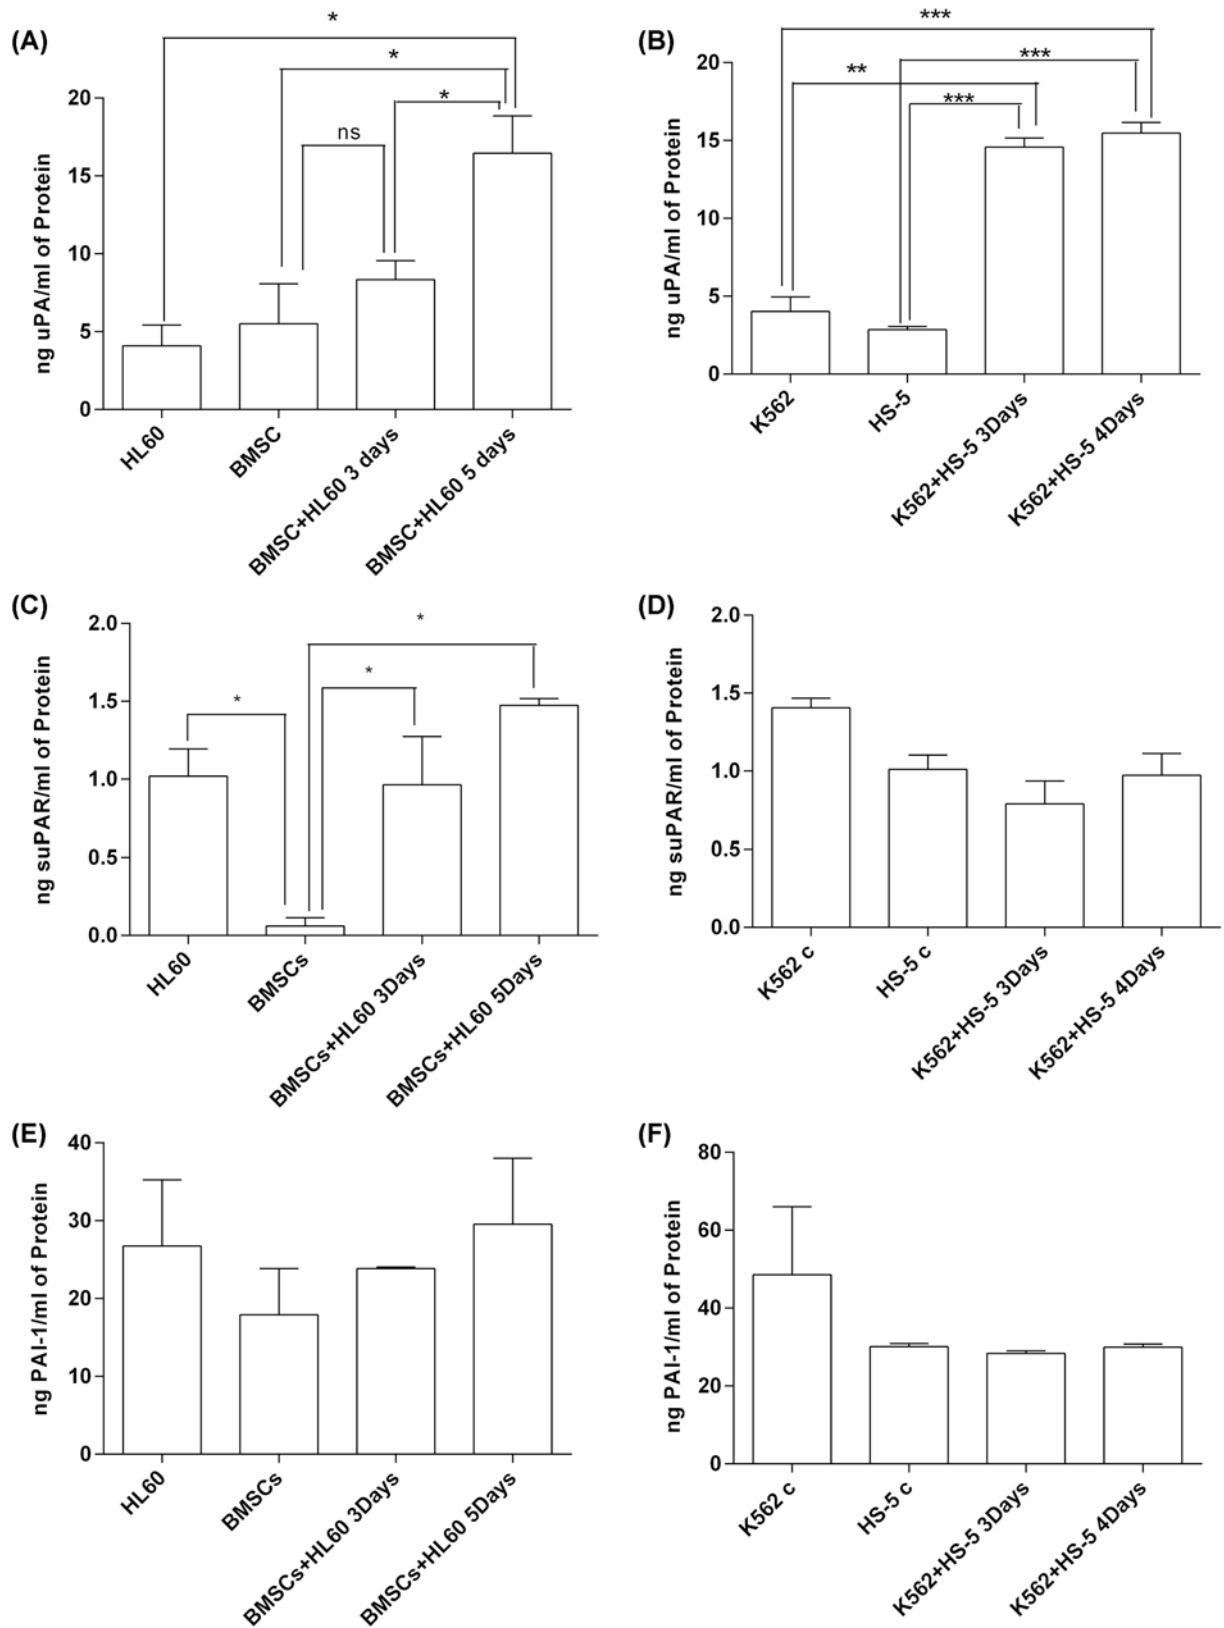 (A)
*
*
*
ns
ng uPA/ml of Protein
20
15
10
5
0
HL60
BMSC
BMSC+HL60 3 days
BMSC+HL60 5 days
(B)
***
***
**
***
ng uPA/ml of Protein
20
15
10
5
0
K562
HS-5
K562+HS-5 3Days
K562+HS-5 4Days
(C)
*
*
*
ng suPAR/ml of Protein
2.0
1.5
1.0
0.5
0.0
HL60
BMSCs
BMSCs+HL60 3Days
BMSCs+HL60 5Days
(D)
ng suPAR/ml of Protein
2.0
1.5
1.0
0.5
0.0
K562 c
HS-5 c
K562+HS-5 3Days
K562+HS-5 4Days
(E)
ng PAI-1/ml of Protein
40
30
20
10
0
HL60
BMSCs
BMSCs+HL60 3Days
BMSCs+HL60 5Days
(F)
ng PAI-1/ml of Protein
80
60
40
20
0
K562 c
HS-5 c
K562+HS-5 3Days
K562+HS-5 4Days